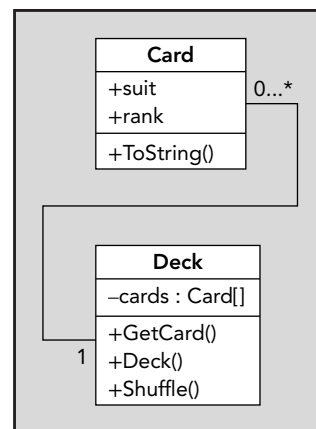 Card
+suit
+rank
0...*
+ToString()
Deck
–cards : Card[]
+GetCard()
1
+Deck()
+Shuffle()